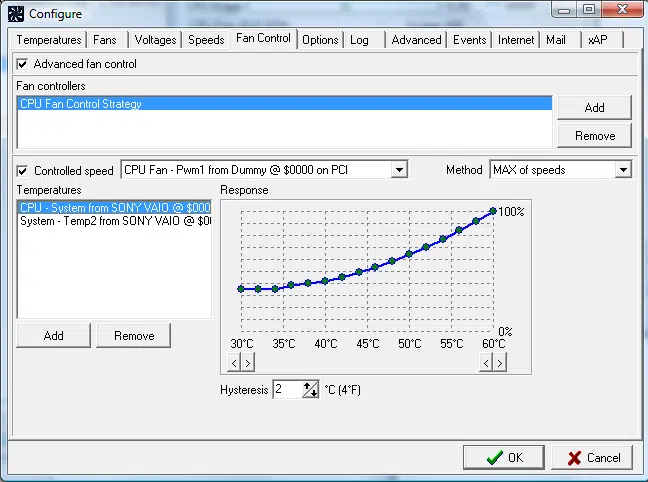 Configure
Temperatures Fans Voltages Speeds Fan Control Options Log Advanced Events Internet Mail xAP
Advanced fan control
Fan controllers
CPU Fan Control Strategy
Add
Remove
Controlled speed CPU Fan - Pwm1 from Dummy @ $0000 on PCI Method MAX of speeds
Temperatures Response
CPU - System from SONY VAIO @ $000
System - Temp2 from SONY VAIO @ $0
100%
0%
30°C 35°C 40°C 45°C 50°C 55°C 60°C
Add Remove
< > < >
Hysteresis 2 °C (4°F)
OK Cancel